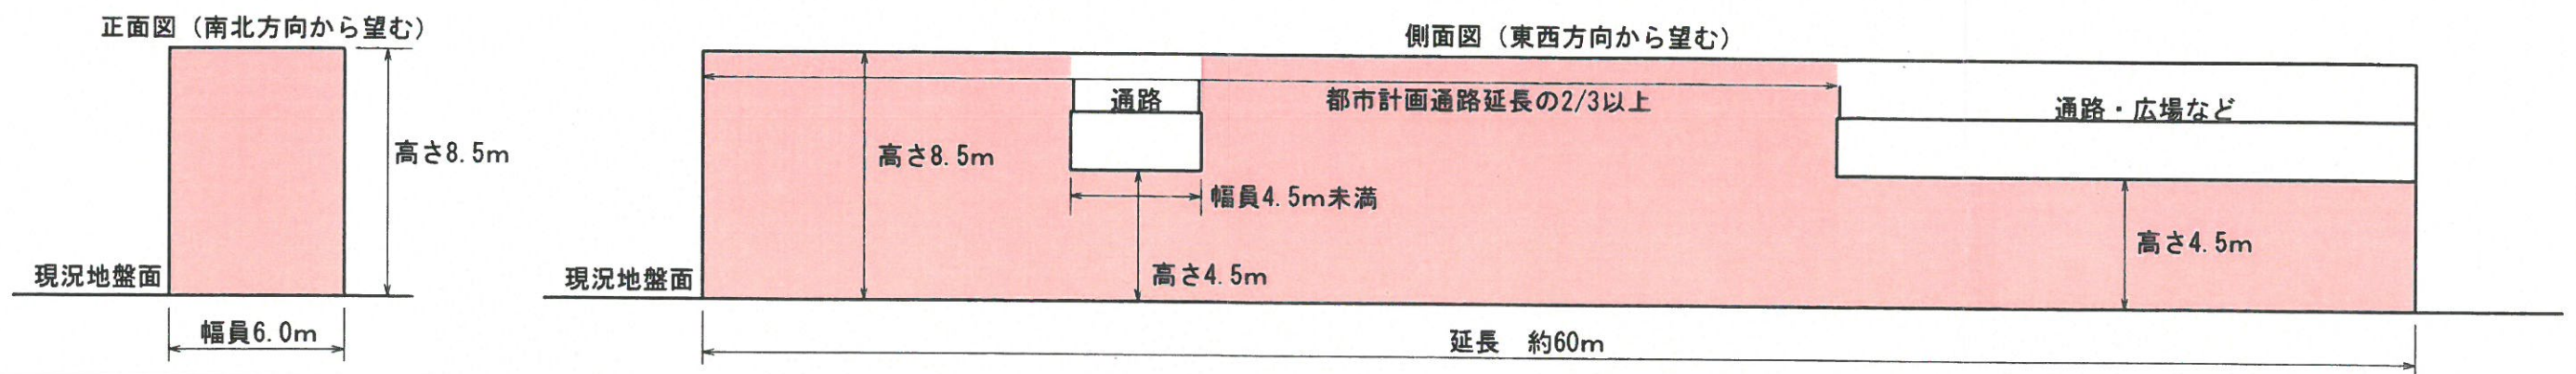 正面図（南北方向から望む）
高さ8.5m
現況地盤面
幅員6.0m
側面図（東西方向から望む）
通路
都市計画通路延長の2/3以上
通路・広場など
高さ8.5m
幅員4.5m未満
高さ4.5m
高さ4.5m
現況地盤面
延長　約60m